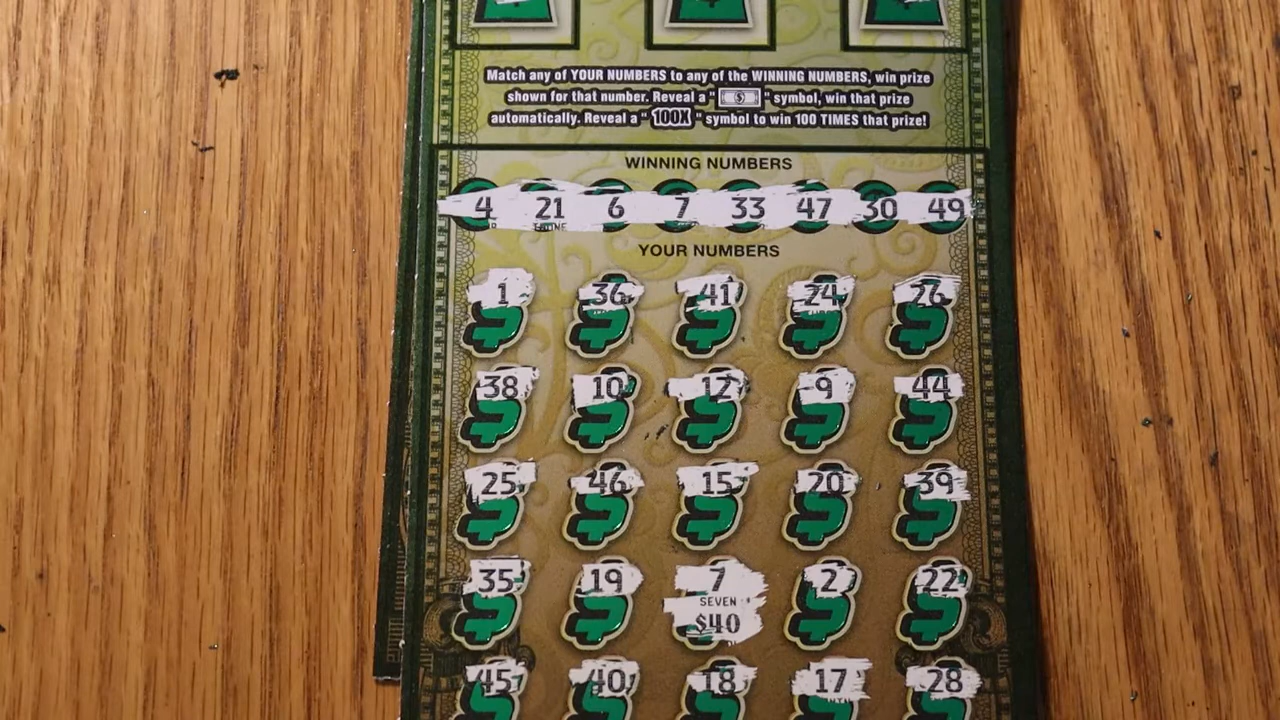 Match any of YOUR NUMBERS to any of the WINNING NUMBERS, win prize
shown for that number. Reveal a " $ " symbol, win that prize
automatically. Reveal a " 100X " symbol to win 100 TIMES that prize!
WINNING NUMBERS
4 21 6 7 33 47 30 49
YOUR NUMBERS
1 36 41 24 26
38 10 12 9 44
25 46 15 20 39
35 19 7 2 22
SEVEN
$40
45 40 18 17 28